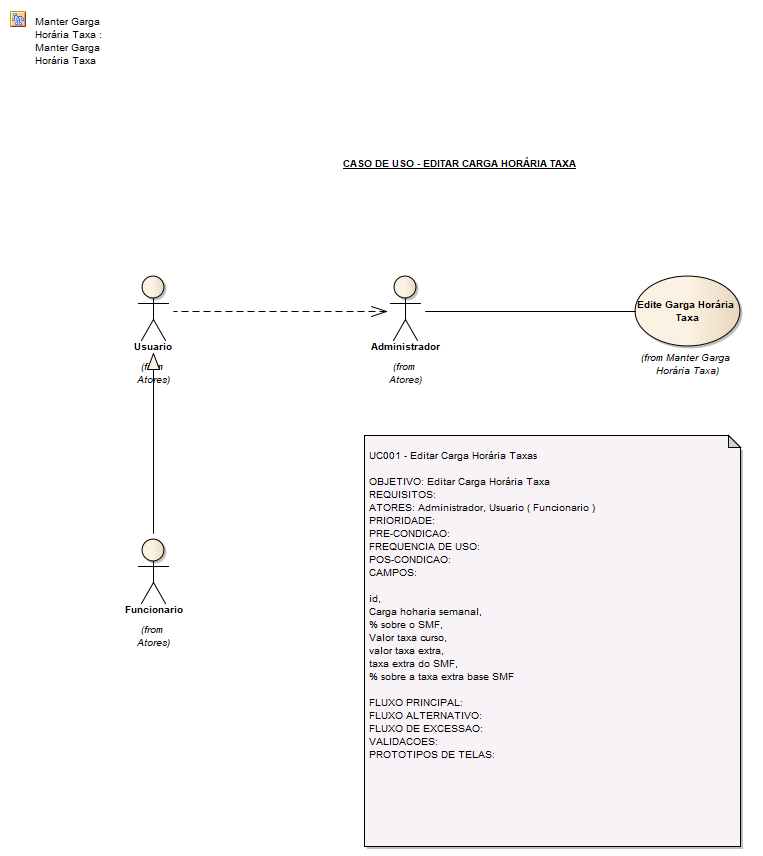 Manter Garga
Horária Taxa :
Manter Garga
Horária Taxa
CASO DE USO - EDITAR CARGA HORÁRIA TAXA
Usuario
(from
Atores)
Administrador
(from
Atores)
Edite Garga Horária
Taxa
(from Manter Garga
Horária Taxa)
Funcionario
(from
Atores)
UC001 - Editar Carga Horária Taxas
OBJETIVO: Editar Carga Horária Taxa
REQUISITOS:
ATORES: Administrador, Usuario ( Funcionario )
PRIORIDADE:
PRE-CONDICAO:
FREQUENCIA DE USO:
POS-CONDICAO:
CAMPOS:
id,
Carga hoharia semanal,
% sobre o SMF,
Valor taxa curso,
valor taxa extra,
taxa extra do SMF,
% sobre a taxa extra base SMF
FLUXO PRINCIPAL:
FLUXO ALTERNATIVO:
FLUXO DE EXCESSAO:
VALIDACOES:
PROTOTIPOS DE TELAS: